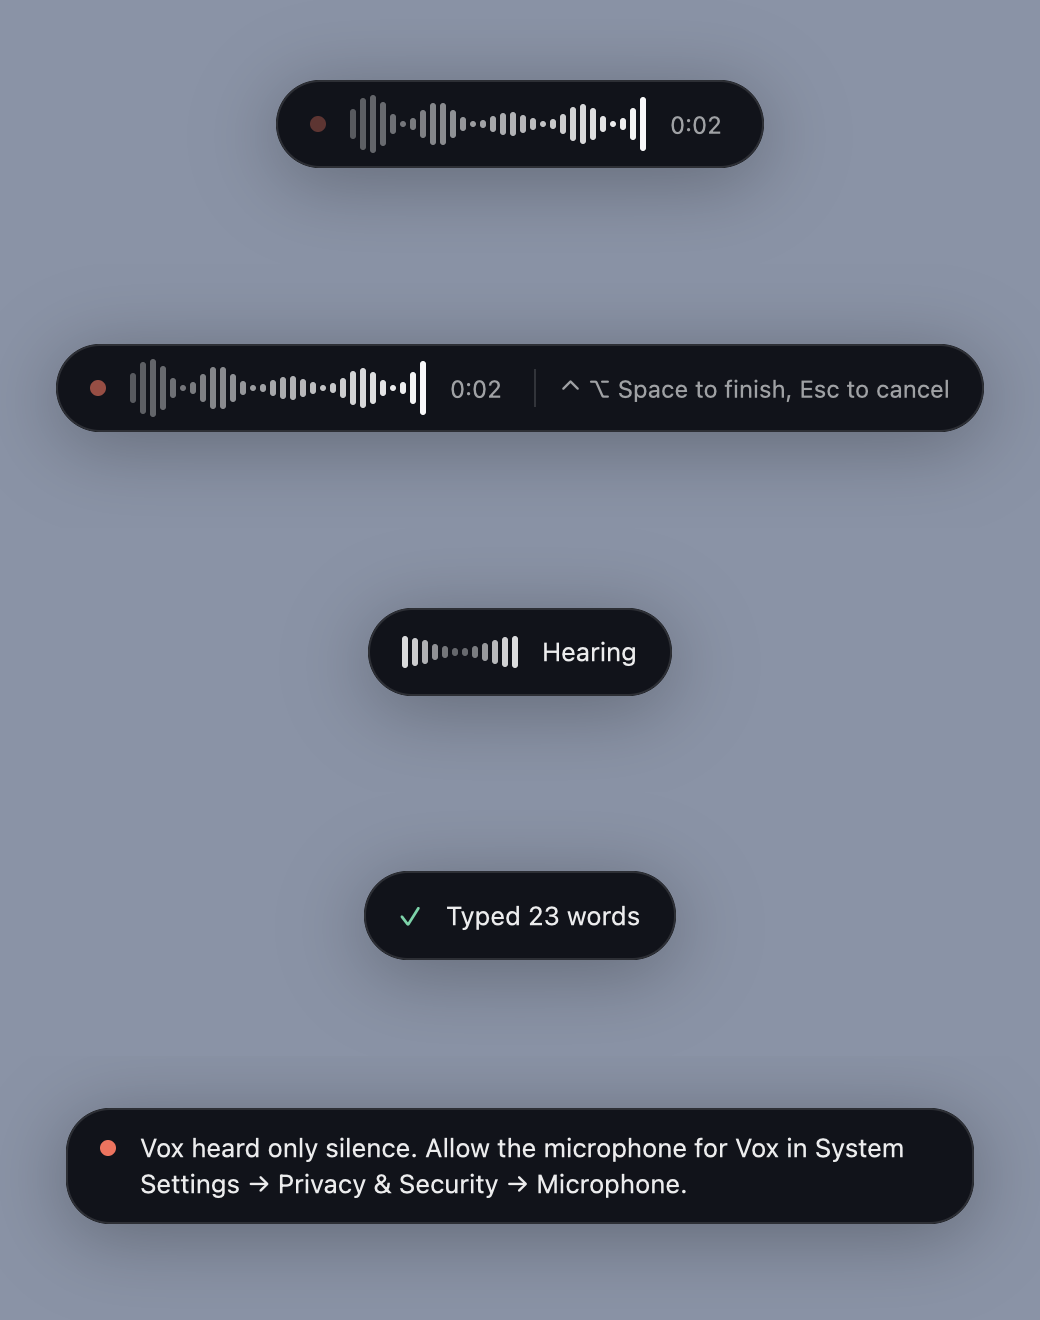 0:02
0:02 ^ ⌥ Space to finish, Esc to cancel
Hearing
Typed 23 words
Vox heard only silence. Allow the microphone for Vox in System
Settings → Privacy & Security → Microphone.